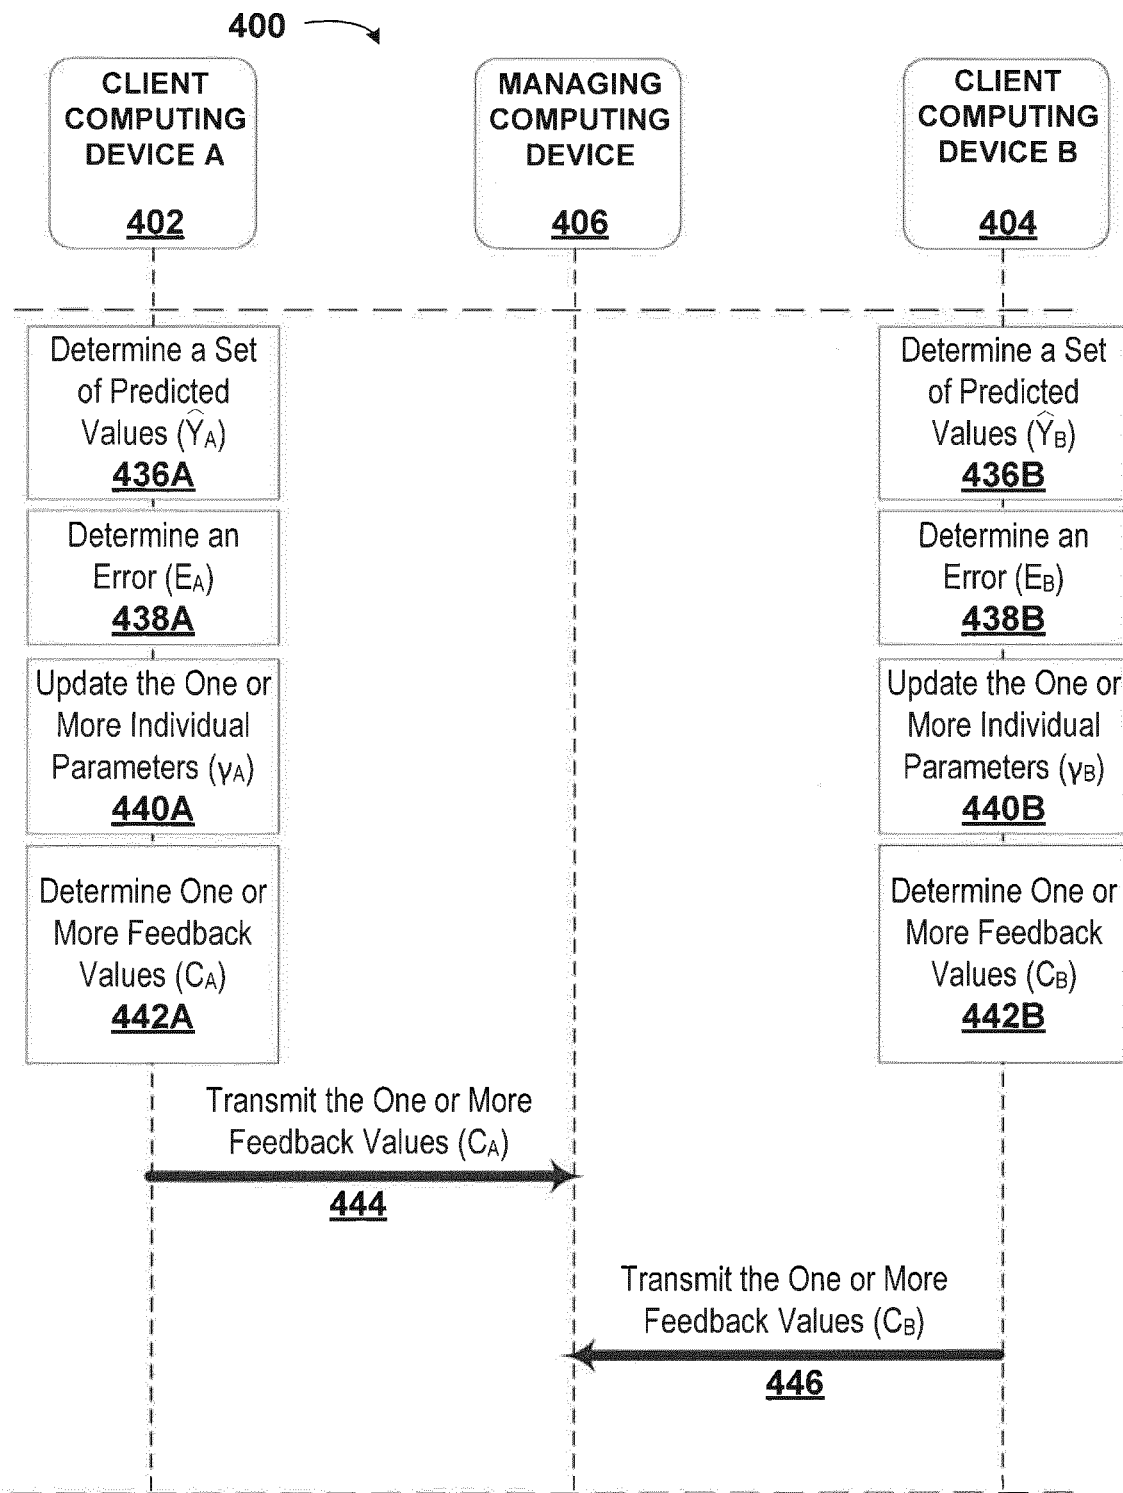 400
CLIENT
COMPUTING
DEVICE A
402
MANAGING
COMPUTING
DEVICE
406
CLIENT
COMPUTING
DEVICE B
404
Determine a Set
of Predicted
Values (Ŷ_A)
436A
Determine an
Error (E_A)
438A
Update the One or
More Individual
Parameters (γ_A)
440A
Determine One or
More Feedback
Values (C_A)
442A
Determine a Set
of Predicted
Values (Ŷ_B)
436B
Determine an
Error (E_B)
438B
Update the One or
More Individual
Parameters (γ_B)
440B
Determine One or
More Feedback
Values (C_B)
442B
Transmit the One or More
Feedback Values (C_A)
444
Transmit the One or More
Feedback Values (C_B)
446